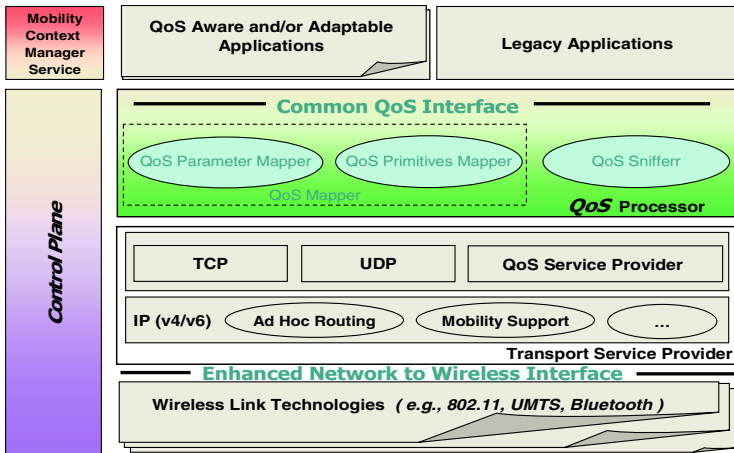 Mobility
Context
Manager
Service
QoS Aware and/or Adaptable
Applications
Legacy Applications
Control Plane
Common QoS Interface
QoS Parameter Mapper
QoS Primitives Mapper
QoS Snifferr
QoS Mapper
QoS Processor
TCP
UDP
QoS Service Provider
IP (v4/v6)
Ad Hoc Routing
Mobility Support
...
Transport Service Provider
Enhanced Network to Wireless Interface
Wireless Link Technologies ( e.g., 802.11, UMTS, Bluetooth )